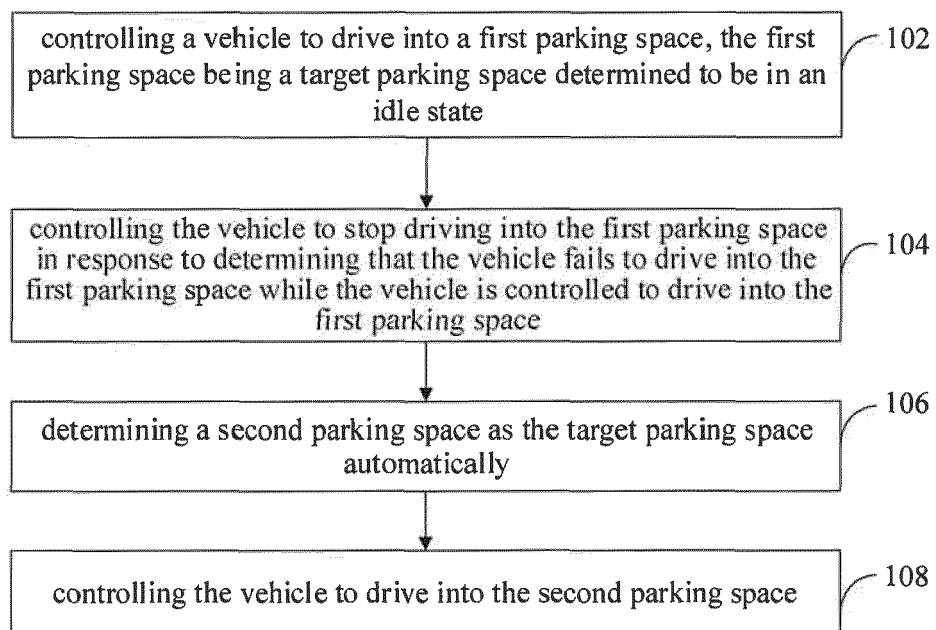 controlling a vehicle to drive into a first parking space, the first
parking space being a target parking space determined to be in an
idle state
102
controlling the vehicle to stop driving into the first parking space
in response to determining that the vehicle fails to drive into the
first parking space while the vehicle is controlled to drive into the
first parking space
104
determining a second parking space as the target parking space
automatically
106
controlling the vehicle to drive into the second parking space
108